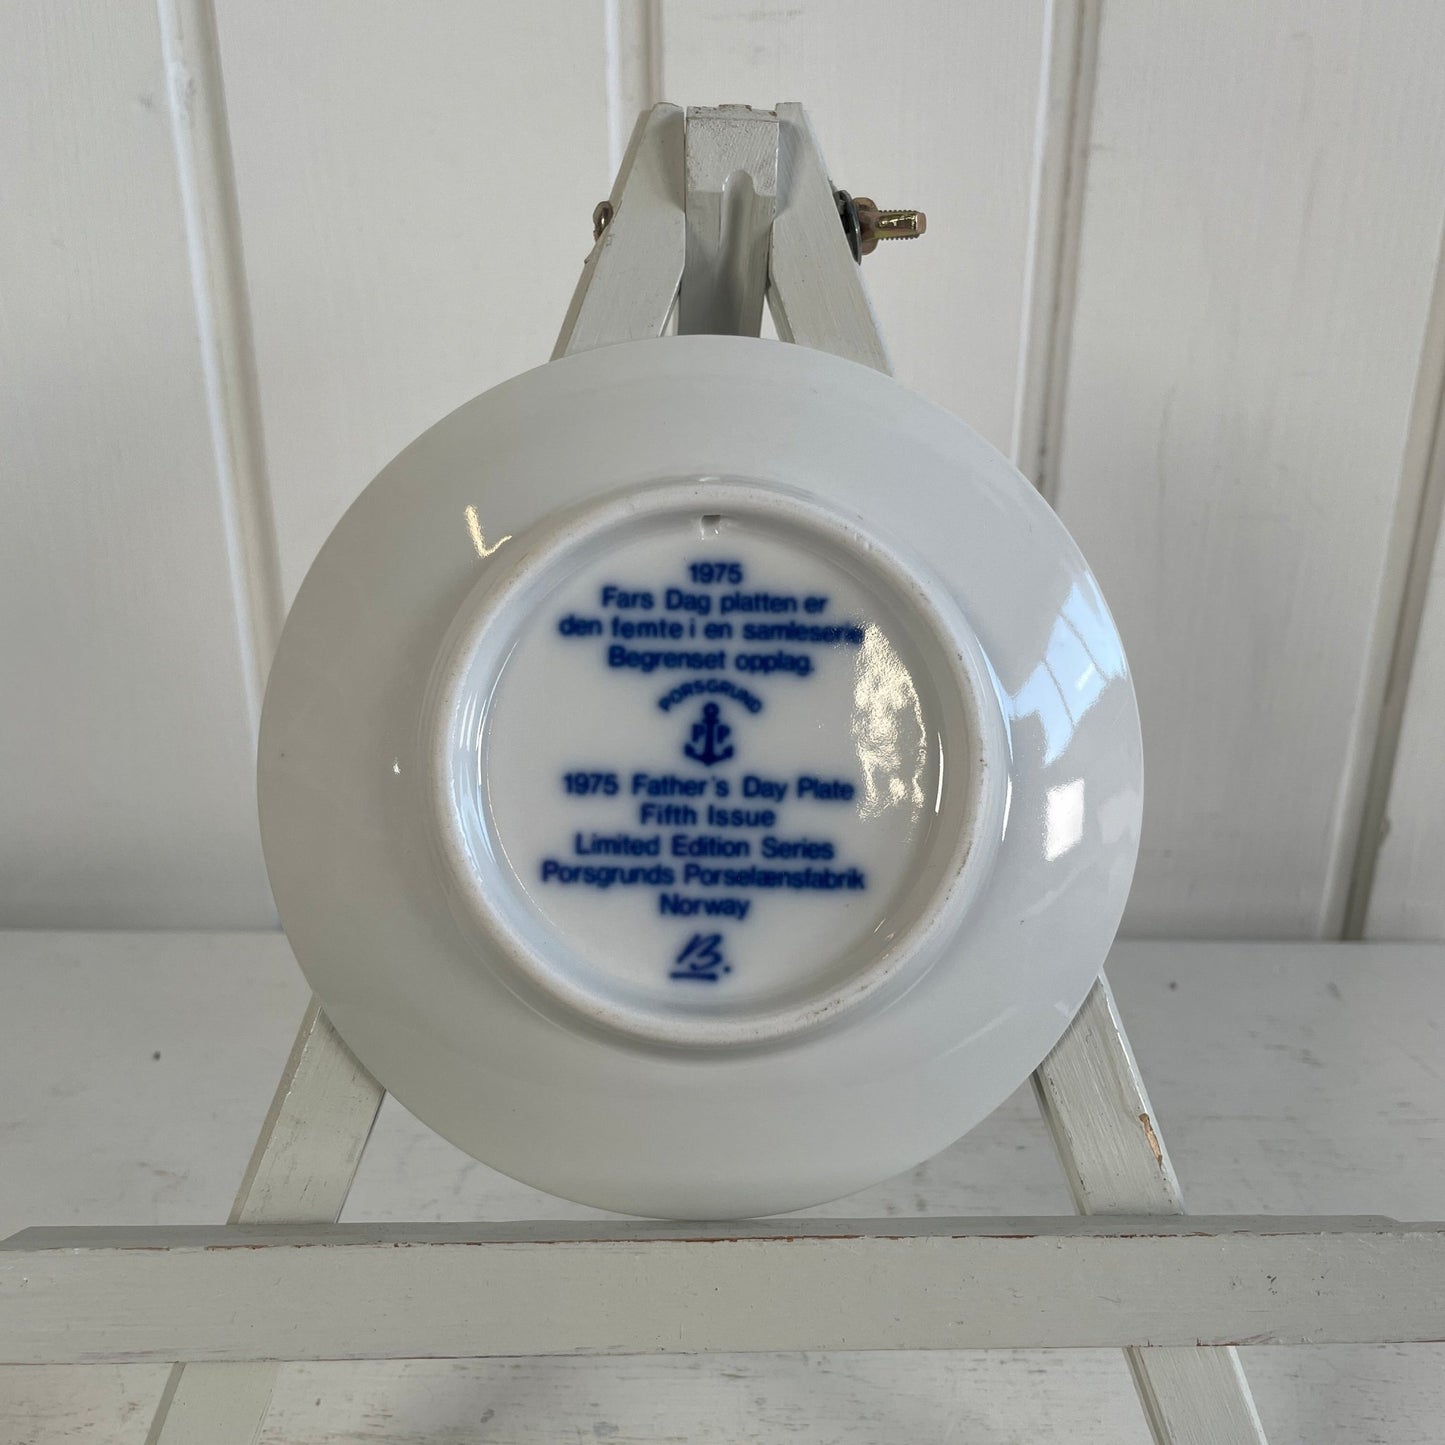 1975
Fars Dag platten er
den femte i en samleserie
Begrenset opplag.
PORSGRUND
P P
1975 Father's Day Plate
Fifth Issue
Limited Edition Series
Porsgrunds Porselænsfabrik
Norway
B.